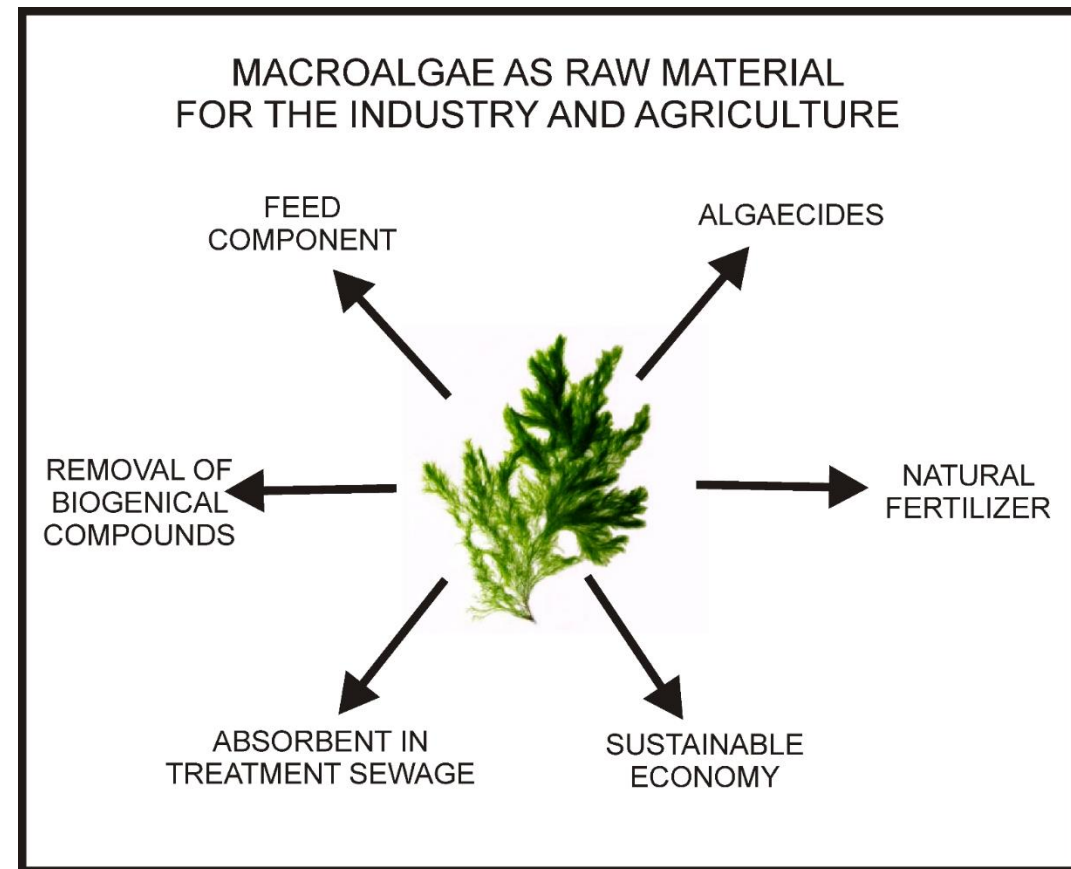 MACROALGAE AS RAW MATERIAL
FOR THE INDUSTRY AND AGRICULTURE
FEED
COMPONENT
ALGAECIDES
REMOVAL OF
BIOGENICAL
COMPOUNDS
NATURAL
FERTILIZER
ABSORBENT IN
TREATMENT SEWAGE
SUSTAINABLE
ECONOMY